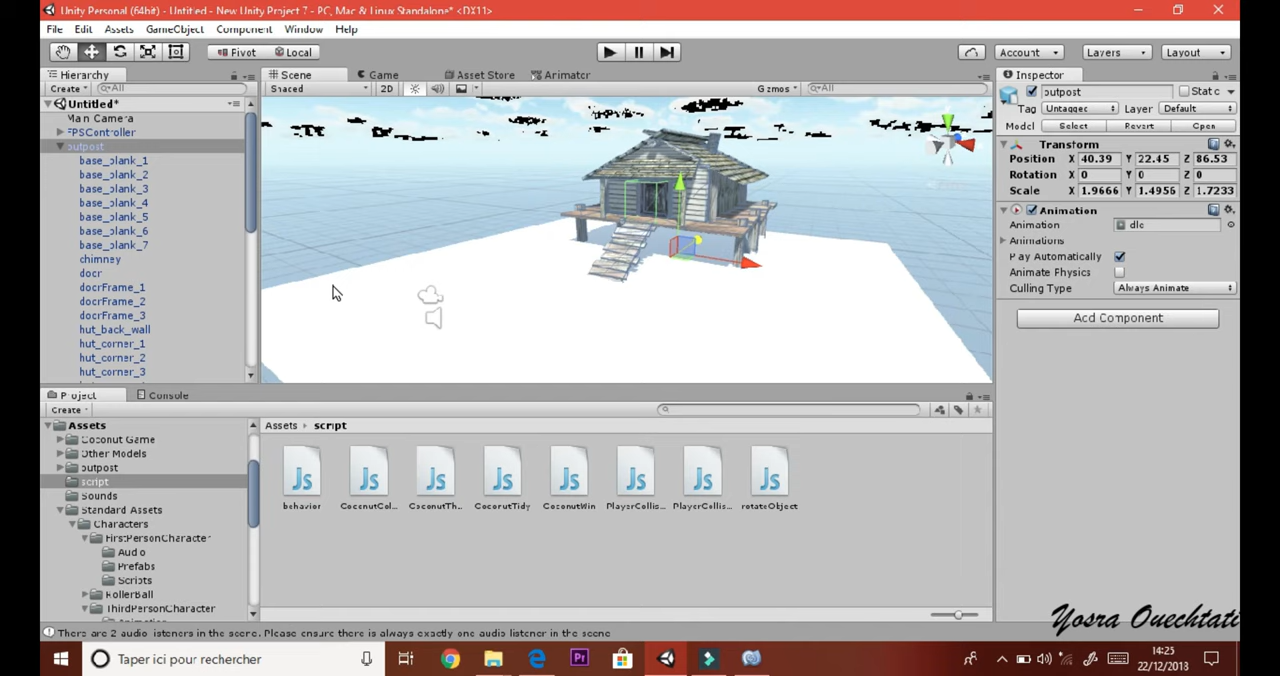 Unity Personal (64bit) - Untitled - New Unity Project 7 - PC, Mac & Linux Standalone* <DX11>
File Edit Assets GameObject Component Window Help
Pivot Local Account Layers Layout
Hierarchy Scene Game Asset Store Animator Inspector
Create All Shaded 2D Gizmos All outpost Static
Untitled* Tag Untagged Layer Default
Main Camera Model Select Revert Open
FPSController
outpost Transform
base_plank_1 Position X 40.39 Y 22.45 Z 86.53
base_plank_2 Rotation X 0 Y 0 Z 0
base_plank_3 Scale X 1.9666 Y 1.4956 Z 1.7233
base_plank_4 Animation
base_plank_5 Animation idle
base_plank_6 Animations
base_plank_7 Play Automatically
chimney Animate Physics
door Culling Type Always Animate
doorFrame_1
doorFrame_2 Add Component
doorFrame_3
hut_back_wall
hut_corner_1
hut_corner_2
hut_corner_3
Project Console
Create
Assets Assets script
Coconut Game
Other Models
outpost
script
Sounds
Standard Assets behavior CoconutCol... CoconutTh... CoconutTidy CoconutWin PlayerCollis... PlayerCollis... rotateObject
Characters
FirstPersonCharacter
Audio
Prefabs
Scripts
RollerBall
ThirdPersonCharacter
Yosra Ouechtati
There are 2 audio listeners in the scene. Please ensure there is always exactly one audio listener in the scene
Taper ici pour rechercher 14:25
22/12/2018